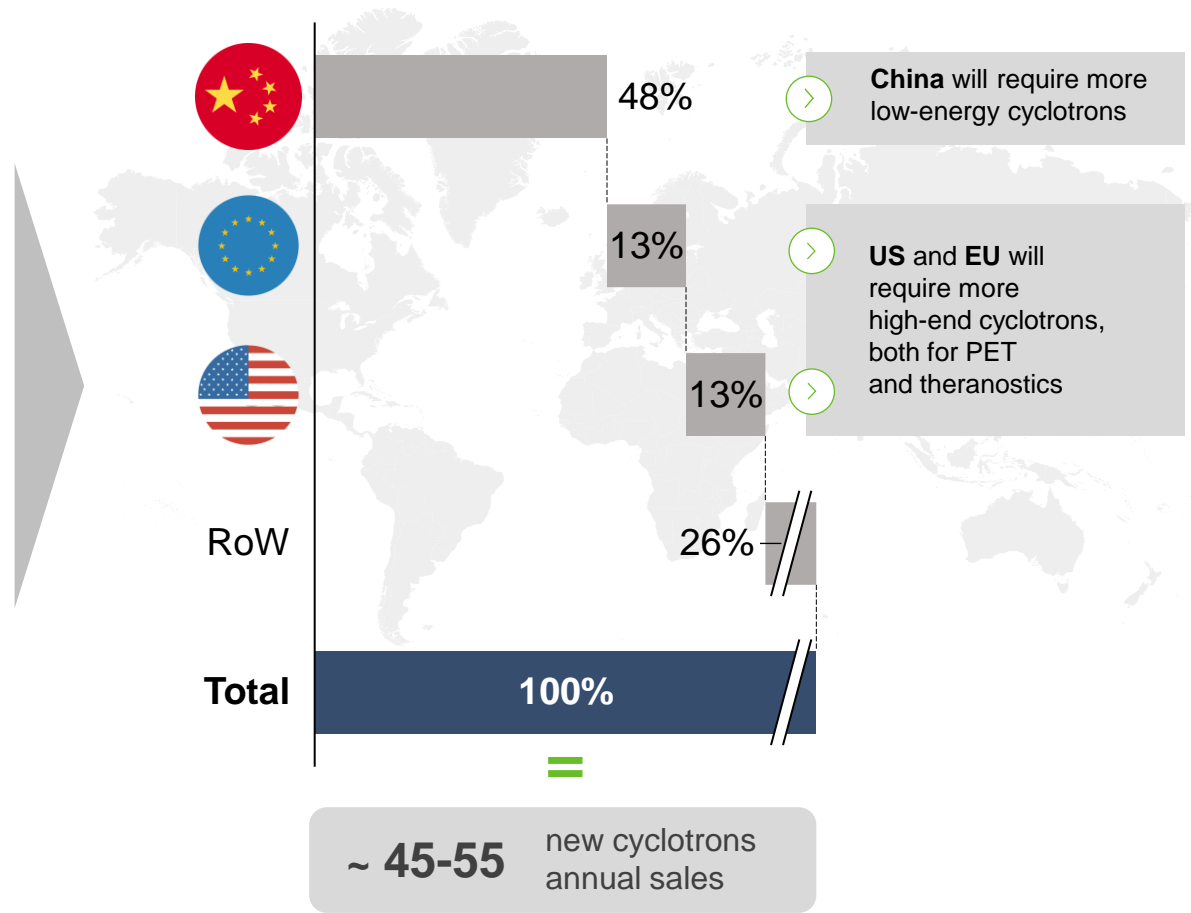 48%
China will require more
low-energy cyclotrons
13%
US and EU will
require more
high-end cyclotrons,
both for PET
and theranostics
13%
RoW
26%
Total
100%
=
~ 45-55
new cyclotrons
annual sales